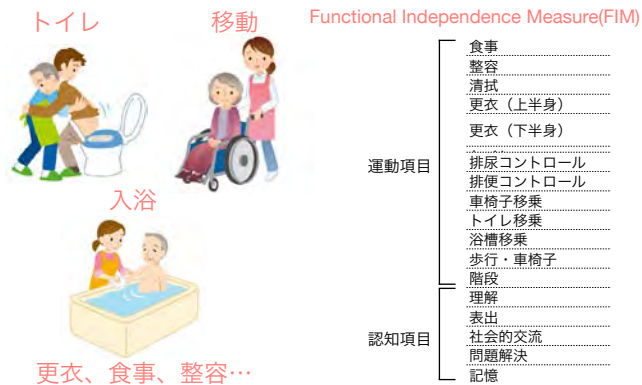 トイレ
移動
入浴
更衣、食事、整容…
Functional Independence Measure(FIM)
運動項目
食事
整容
清拭
更衣（上半身）
更衣（下半身）
排尿コントロール
排便コントロール
車椅子移乗
トイレ移乗
浴槽移乗
歩行・車椅子
階段
認知項目
理解
表出
社会的交流
問題解決
記憶